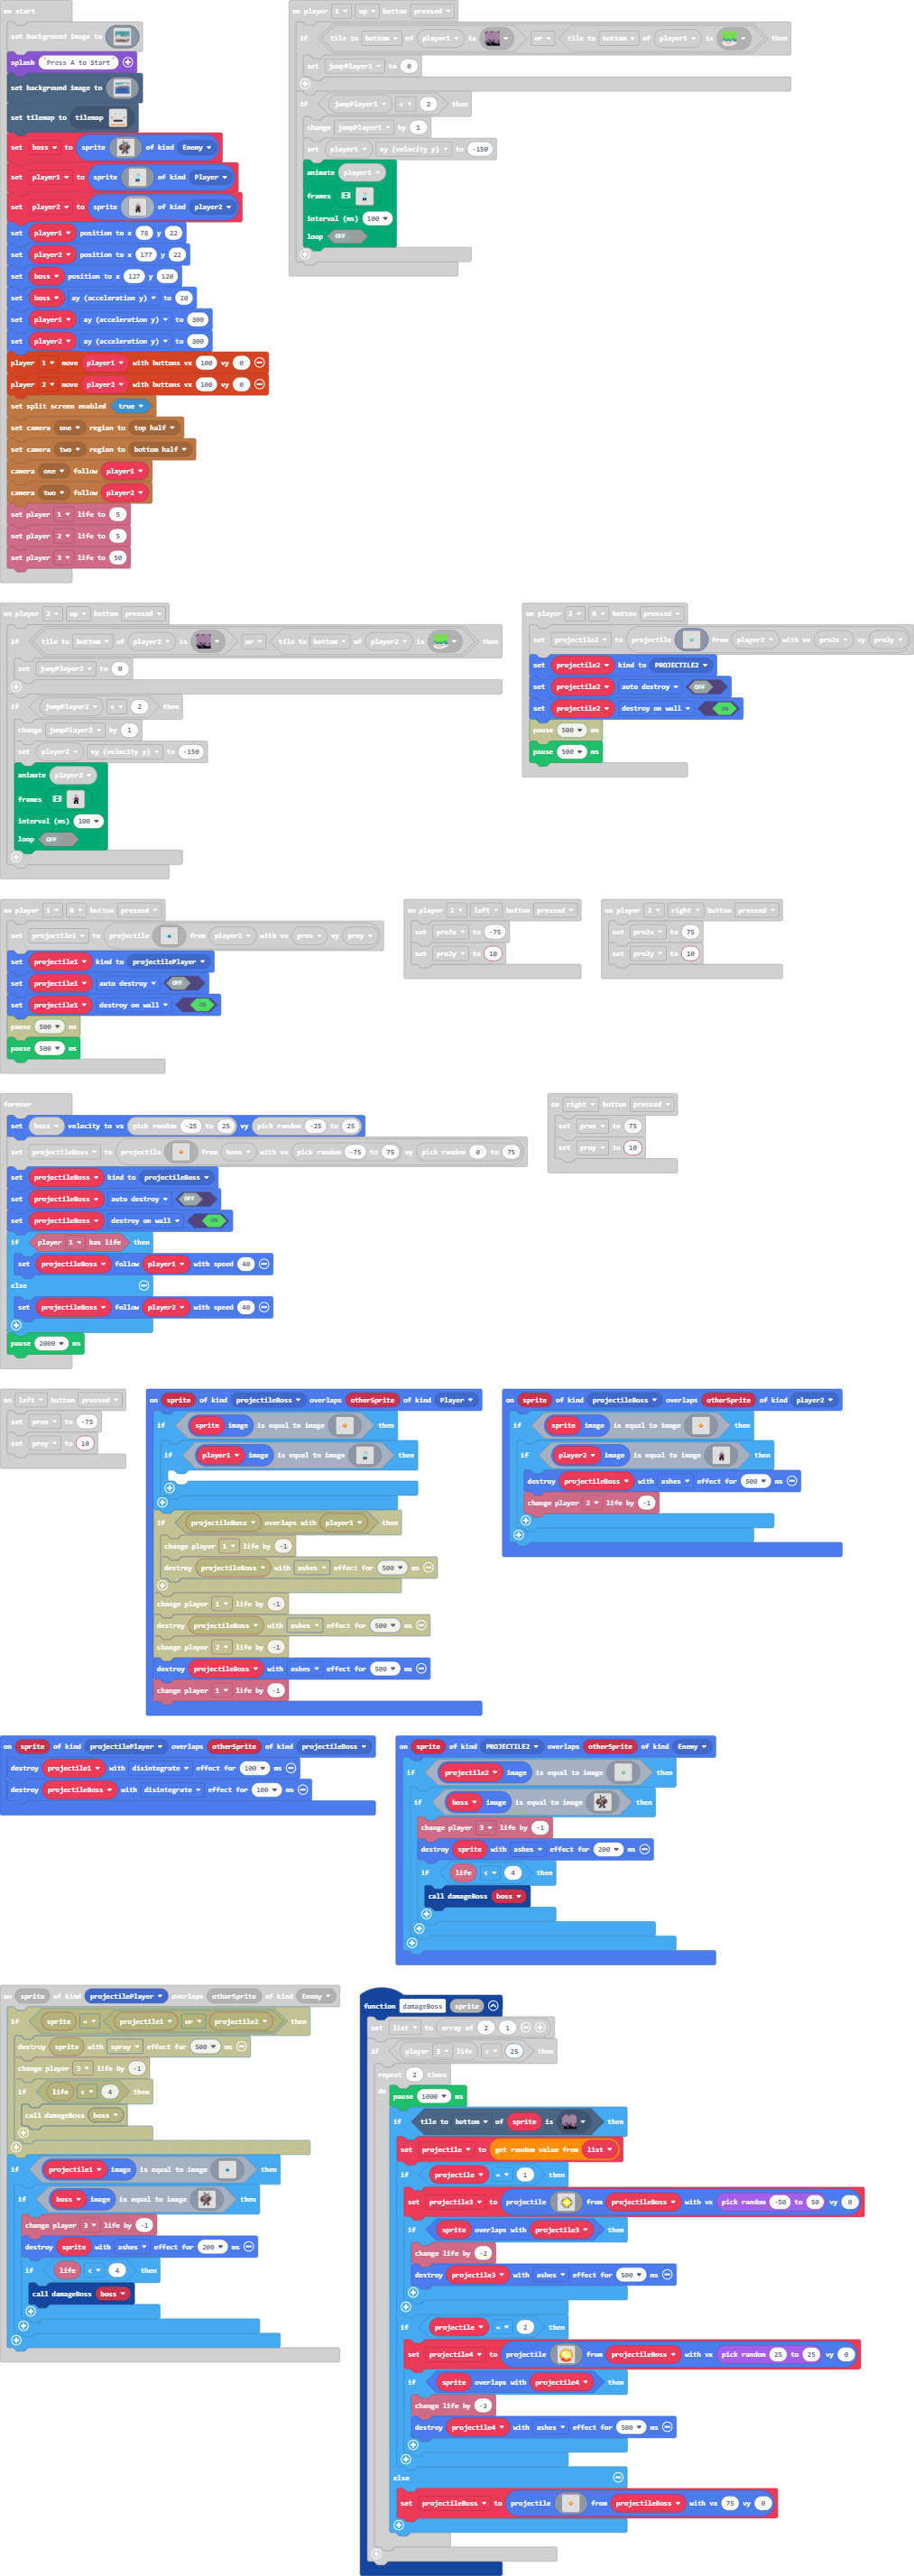 on start
set background image to
splash "Press A to Start"
set background image to
set tilemap to tilemap
set boss to sprite of kind Enemy
set player1 to sprite of kind Player
set player2 to sprite of kind player2
set player1 position to x 78 y 22
set player2 position to x 177 y 22
set boss position to x 127 y 120
set boss ay (acceleration y) to 20
set player1 ay (acceleration y) to 300
set player2 ay (acceleration y) to 300
player 1 move player1 with buttons vx 100 vy 0
player 2 move player2 with buttons vx 100 vy 0
set split screen enabled true
set camera one region to top half
set camera two region to bottom half
camera one follow player1
camera two follow player2
set player 1 life to 5
set player 2 life to 5
set player 3 life to 50
on player 1 up button pressed
if tile to bottom of player1 is or tile to bottom of player1 is then
set jumpPlayer1 to 0
if jumpPlayer1 < 2 then
change jumpPlayer1 by 1
set player1 vy (velocity y) to -150
animate player1
frames
interval (ms) 100
loop OFF
on player 2 up button pressed
if tile to bottom of player2 is or tile to bottom of player2 is then
set jumpPlayer2 to 0
if jumpPlayer2 < 2 then
change jumpPlayer2 by 1
set player2 vy (velocity y) to -150
animate player2
frames
interval (ms) 100
loop OFF
on player 2 B button pressed
set projectile2 to projectile from player2 with vx pro2x vy pro2y
set projectile2 kind to PROJECTILE2
set projectile2 auto destroy OFF
set projectile2 destroy on wall ON
pause 500 ms
pause 500 ms
on player 1 B button pressed
set projectile1 to projectile from player1 with vx prox vy proy
set projectile1 kind to projectilePlayer
set projectile1 auto destroy OFF
set projectile1 destroy on wall ON
pause 500 ms
pause 500 ms
on player 2 left button pressed
set pro2x to -75
set pro2y to 10
on player 2 right button pressed
set pro2x to 75
set pro2y to 10
forever
set boss velocity to vx pick random -25 to 25 vy pick random -25 to 25
set projectileBoss to projectile from boss with vx pick random -75 to 75 vy pick random 0 to 75
set projectileBoss kind to projectileBoss
set projectileBoss auto destroy OFF
set projectileBoss destroy on wall ON
if player 1 has life then
set projectileBoss follow player1 with speed 40
else
set projectileBoss follow player2 with speed 40
pause 2000 ms
on right button pressed
set prox to 75
set proy to 10
on left button pressed
set prox to -75
set proy to 10
on sprite of kind projectileBoss overlaps otherSprite of kind Player
if sprite image is equal to image then
if player1 image is equal to image then
if projectileBoss overlaps with player1 then
change player 1 life by -1
destroy projectileBoss with ashes effect for 500 ms
change player 1 life by -1
destroy projectileBoss with ashes effect for 500 ms
change player 2 life by -1
destroy projectileBoss with ashes effect for 500 ms
change player 1 life by -1
on sprite of kind projectileBoss overlaps otherSprite of kind player2
if sprite image is equal to image then
if player2 image is equal to image then
destroy projectileBoss with ashes effect for 500 ms
change player 2 life by -1
on sprite of kind projectilePlayer overlaps otherSprite of kind projectileBoss
destroy projectile1 with disintegrate effect for 100 ms
destroy projectileBoss with disintegrate effect for 100 ms
on sprite of kind PROJECTILE2 overlaps otherSprite of kind Enemy
if projectile2 image is equal to image then
if boss image is equal to image then
change player 3 life by -1
destroy sprite with ashes effect for 200 ms
if life < 4 then
call damageBoss boss
on sprite of kind projectilePlayer overlaps otherSprite of kind Enemy
if sprite = projectile1 or projectile2 then
destroy sprite with spray effect for 500 ms
change player 3 life by -1
if life < 4 then
call damageBoss boss
if projectile1 image is equal to image then
if boss image is equal to image then
change player 3 life by -1
destroy sprite with ashes effect for 200 ms
if life < 4 then
call damageBoss boss
function damageBoss sprite
set list to array of 2 1
if player 3 life < 25 then
repeat 2 times
do pause 1000 ms
if tile to bottom of sprite is then
set projectile to get random value from list
if projectile = 1 then
set projectile3 to projectile from projectileBoss with vx pick random -50 to 50 vy 0
if sprite overlaps with projectile3 then
change life by -2
destroy projectile3 with ashes effect for 500 ms
if projectile = 2 then
set projectile4 to projectile from projectileBoss with vx pick random 25 to 25 vy 0
if sprite overlaps with projectile4 then
change life by -3
destroy projectile4 with ashes effect for 500 ms
else
set projectileBoss to projectile from projectileBoss with vx 75 vy 0